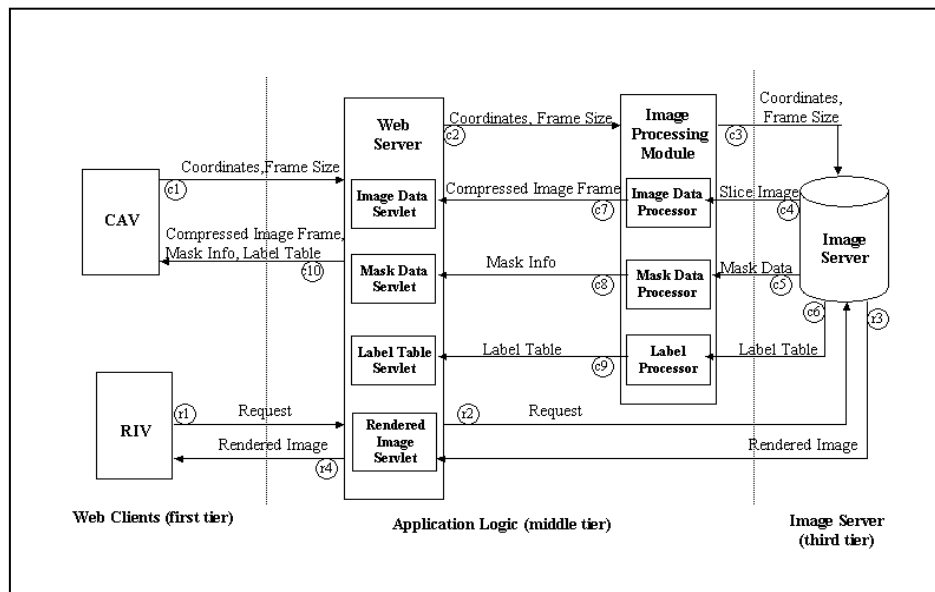 Coordinates,
Frame Size
Web
Server
Coordinates, Frame Size
c2
Image
Processing
Module
c3
Coordinates,Frame Size
c1
Image Data
Servlet
Compressed Image Frame
c7
Image Data
Processor
Slice Image
c4
CAV
Compressed Image Frame,
Mask Info, Label Table
c10
Mask Data
Servlet
Mask Info
c8
Mask Data
Processor
Mask Data
c5
Image
Server
c6
r3
Label Table
Servlet
Label Table
c9
Label
Processor
Label Table
RIV
r1
Request
r2
Request
Rendered Image
r4
Rendered
Image
Servlet
Rendered Image
Web Clients (first tier)
Application Logic (middle tier)
Image Server
(third tier)